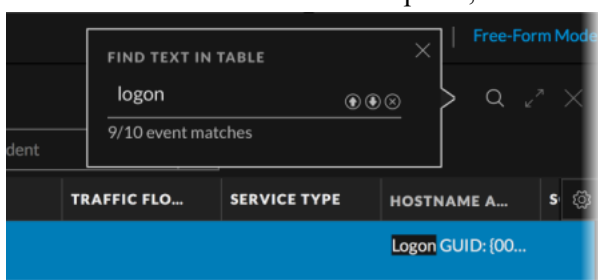 Free-Form Mode
FIND TEXT IN TABLE
logon
9/10 event matches
dent
TRAFFIC FLO... SERVICE TYPE HOSTNAME A... S
Logon GUID: {00...